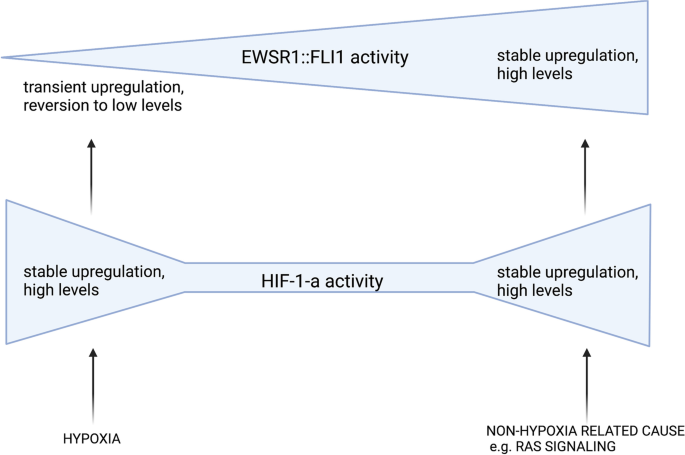 EWSR1::FLI1 activity
stable upregulation,
high levels
transient upregulation,
reversion to low levels
stable upregulation,
high levels
HIF-1-a activity
stable upregulation,
high levels
HYPOXIA
NON-HYPOXIA RELATED CAUSE
e.g. RAS SIGNALING